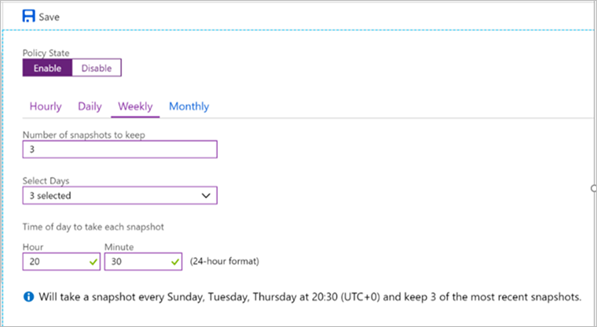 Save
Policy State
Enable Disable
Hourly Daily Weekly Monthly
Number of snapshots to keep
3
Select Days
3 selected
Time of day to take each snapshot
Hour Minute
20 30 (24-hour format)
Will take a snapshot every Sunday, Tuesday, Thursday at 20:30 (UTC+0) and keep 3 of the most recent snapshots.